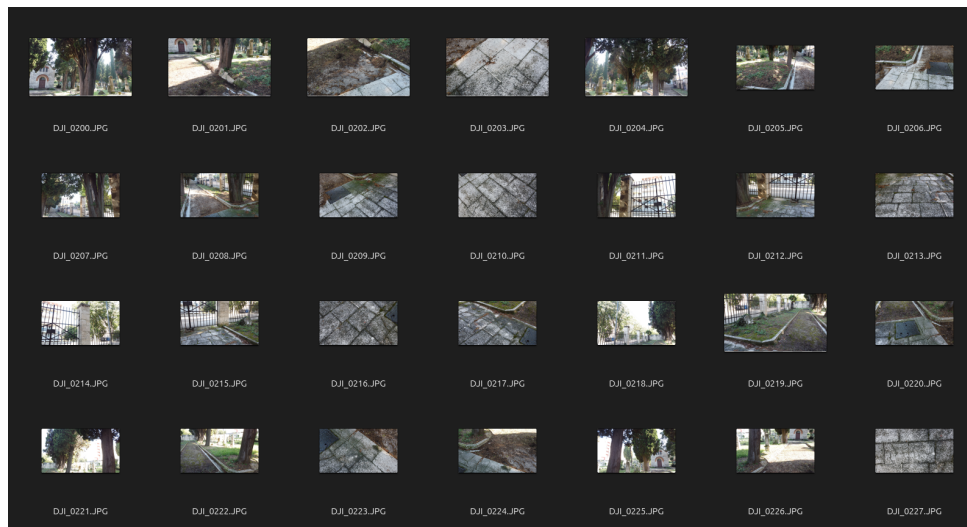 DJI_0200.JPG DJI_0201.JPG DJI_0202.JPG DJI_0203.JPG DJI_0204.JPG DJI_0205.JPG DJI_0206.JPG
DJI_0207.JPG DJI_0208.JPG DJI_0209.JPG DJI_0210.JPG DJI_0211.JPG DJI_0212.JPG DJI_0213.JPG
DJI_0214.JPG DJI_0215.JPG DJI_0216.JPG DJI_0217.JPG DJI_0218.JPG DJI_0219.JPG DJI_0220.JPG
DJI_0221.JPG DJI_0222.JPG DJI_0223.JPG DJI_0224.JPG DJI_0225.JPG DJI_0226.JPG DJI_0227.JPG